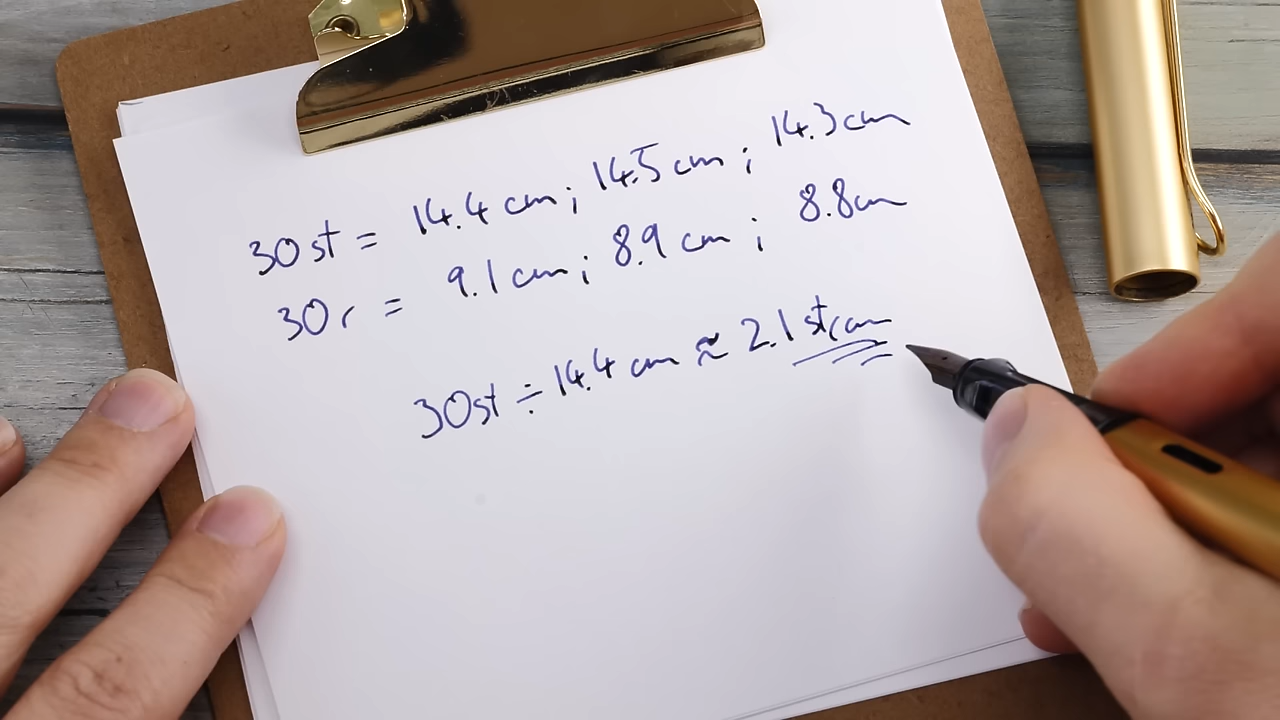 30 st = 14.4 cm ; 14.5 cm ; 14.3 cm
30 r = 9.1 cm ; 8.9 cm ; 8.8 cm
30 st ÷ 14.4 cm ≈ 2.1 st/cm